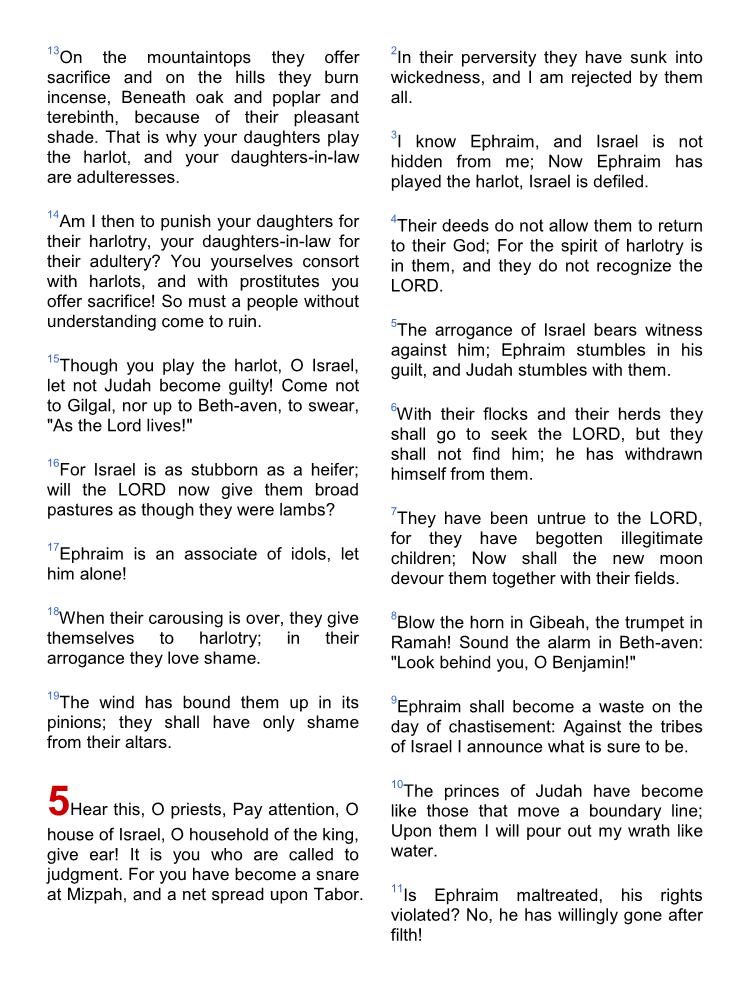 13On the mountaintops they offer
sacrifice and on the hills they burn
incense, Beneath oak and poplar and
terebinth, because of their pleasant
shade. That is why your daughters play
the harlot, and your daughters-in-law
are adulteresses.
14Am I then to punish your daughters for
their harlotry, your daughters-in-law for
their adultery? You yourselves consort
with harlots, and with prostitutes you
offer sacrifice! So must a people without
understanding come to ruin.
15Though you play the harlot, O Israel,
let not Judah become guilty! Come not
to Gilgal, nor up to Beth-aven, to swear,
"As the Lord lives!"
16For Israel is as stubborn as a heifer;
will the LORD now give them broad
pastures as though they were lambs?
17Ephraim is an associate of idols, let
him alone!
18When their carousing is over, they give
themselves to harlotry; in their
arrogance they love shame.
19The wind has bound them up in its
pinions; they shall have only shame
from their altars.
5Hear this, O priests, Pay attention, O
house of Israel, O household of the king,
give ear! It is you who are called to
judgment. For you have become a snare
at Mizpah, and a net spread upon Tabor.
2In their perversity they have sunk into
wickedness, and I am rejected by them
all.
3I know Ephraim, and Israel is not
hidden from me; Now Ephraim has
played the harlot, Israel is defiled.
4Their deeds do not allow them to return
to their God; For the spirit of harlotry is
in them, and they do not recognize the
LORD.
5The arrogance of Israel bears witness
against him; Ephraim stumbles in his
guilt, and Judah stumbles with them.
6With their flocks and their herds they
shall go to seek the LORD, but they
shall not find him; he has withdrawn
himself from them.
7They have been untrue to the LORD,
for they have begotten illegitimate
children; Now shall the new moon
devour them together with their fields.
8Blow the horn in Gibeah, the trumpet in
Ramah! Sound the alarm in Beth-aven:
"Look behind you, O Benjamin!"
9Ephraim shall become a waste on the
day of chastisement: Against the tribes
of Israel I announce what is sure to be.
10The princes of Judah have become
like those that move a boundary line;
Upon them I will pour out my wrath like
water.
11Is Ephraim maltreated, his rights
violated? No, he has willingly gone after
filth!